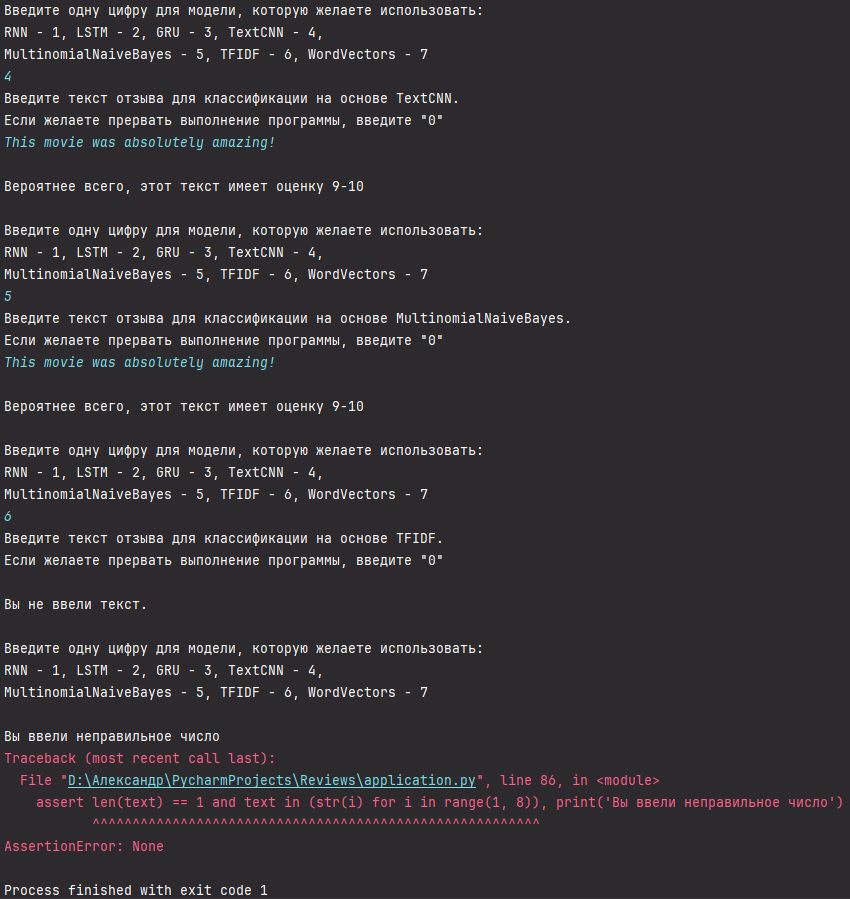 Введите одну цифру для модели, которую желаете использовать:
RNN - 1, LSTM - 2, GRU - 3, TextCNN - 4,
MultinomialNaiveBayes - 5, TFIDF - 6, WordVectors - 7
4
Введите текст отзыва для классификации на основе TextCNN.
Если желаете прервать выполнение программы, введите "0"
This movie was absolutely amazing!
Вероятнее всего, этот текст имеет оценку 9-10
Введите одну цифру для модели, которую желаете использовать:
RNN - 1, LSTM - 2, GRU - 3, TextCNN - 4,
MultinomialNaiveBayes - 5, TFIDF - 6, WordVectors - 7
5
Введите текст отзыва для классификации на основе MultinomialNaiveBayes.
Если желаете прервать выполнение программы, введите "0"
This movie was absolutely amazing!
Вероятнее всего, этот текст имеет оценку 9-10
Введите одну цифру для модели, которую желаете использовать:
RNN - 1, LSTM - 2, GRU - 3, TextCNN - 4,
MultinomialNaiveBayes - 5, TFIDF - 6, WordVectors - 7
6
Введите текст отзыва для классификации на основе TFIDF.
Если желаете прервать выполнение программы, введите "0"
Вы не ввели текст.
Введите одну цифру для модели, которую желаете использовать:
RNN - 1, LSTM - 2, GRU - 3, TextCNN - 4,
MultinomialNaiveBayes - 5, TFIDF - 6, WordVectors - 7
Вы ввели неправильное число
Traceback (most recent call last):
  File "D:\Александр\PycharmProjects\Reviews\application.py", line 86, in <module>
    assert len(text) == 1 and text in (str(i) for i in range(1, 8)), print('Вы ввели неправильное число')
           ^^^^^^^^^^^^^^^^^^^^^^^^^^^^^^^^^^^^^^^^^^^^^^^^^^^^^^^^
AssertionError: None
Process finished with exit code 1